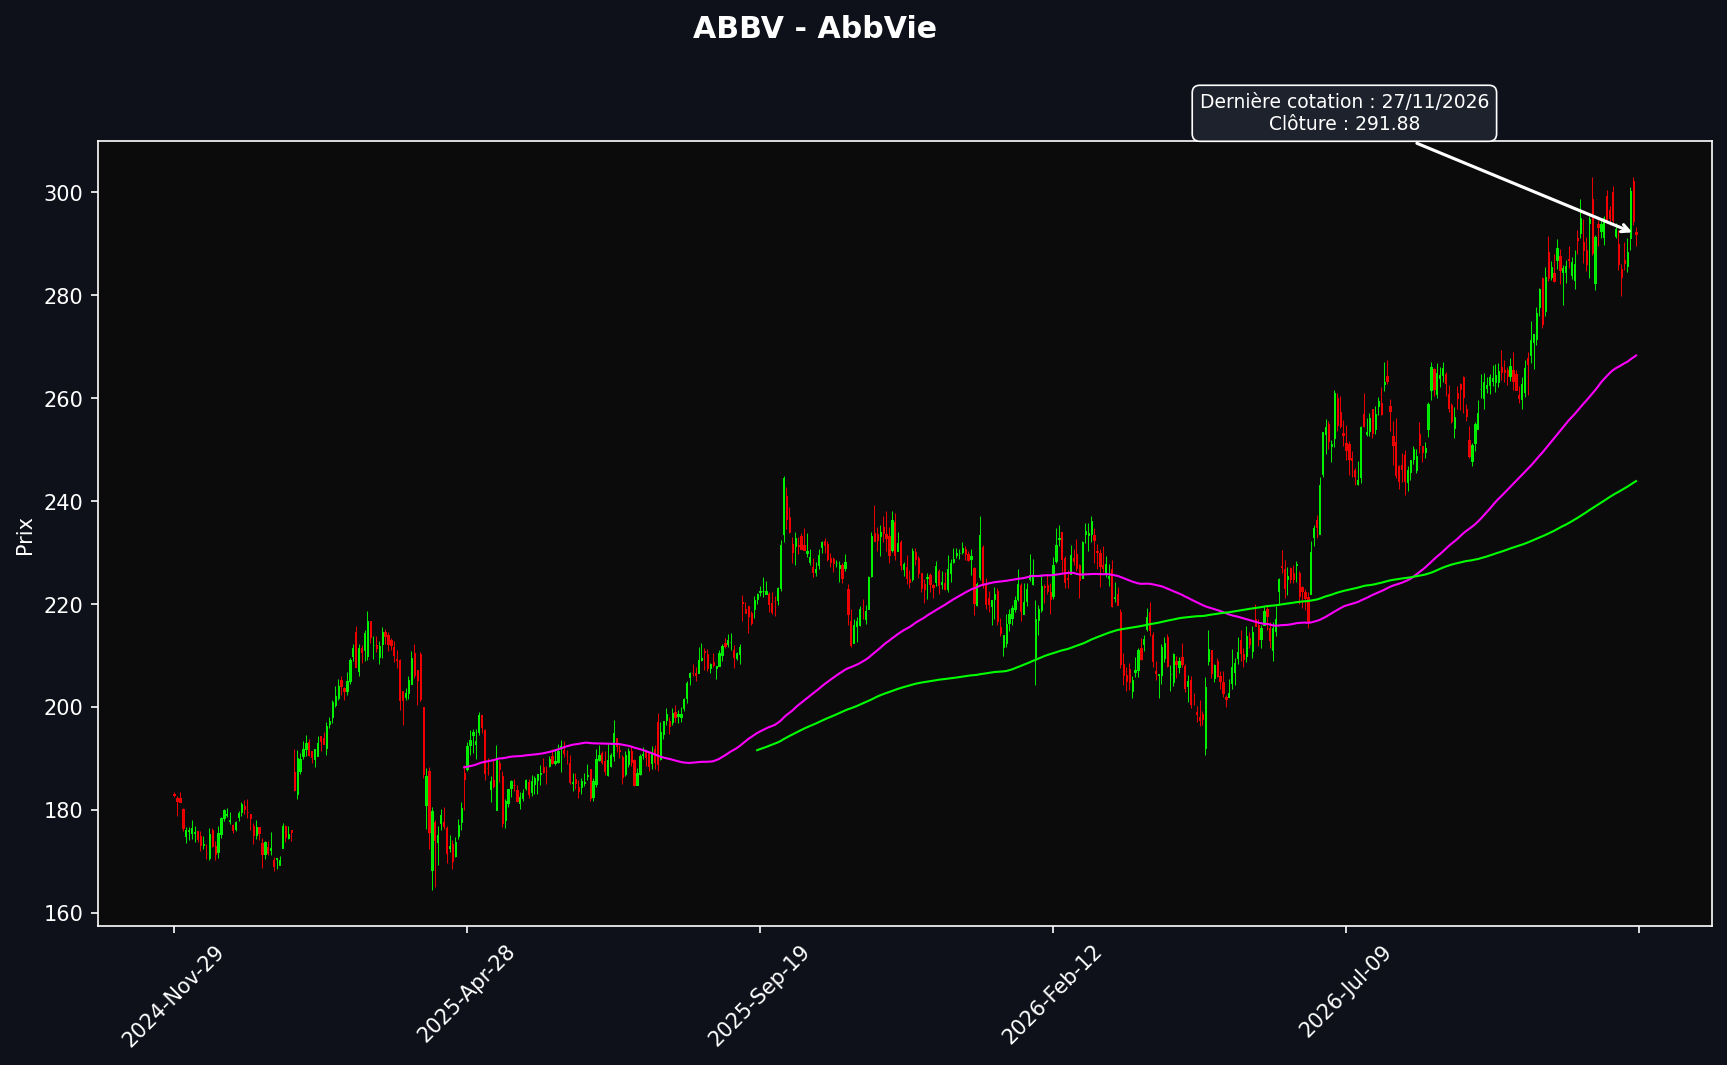 ABBV - AbbVie
Dernière cotation : 27/11/2026
Clôture : 291.88
Prix
300
280
260
240
220
200
180
160
2024-Nov-29
2025-Apr-28
2025-Sep-19
2026-Feb-12
2026-Jul-09